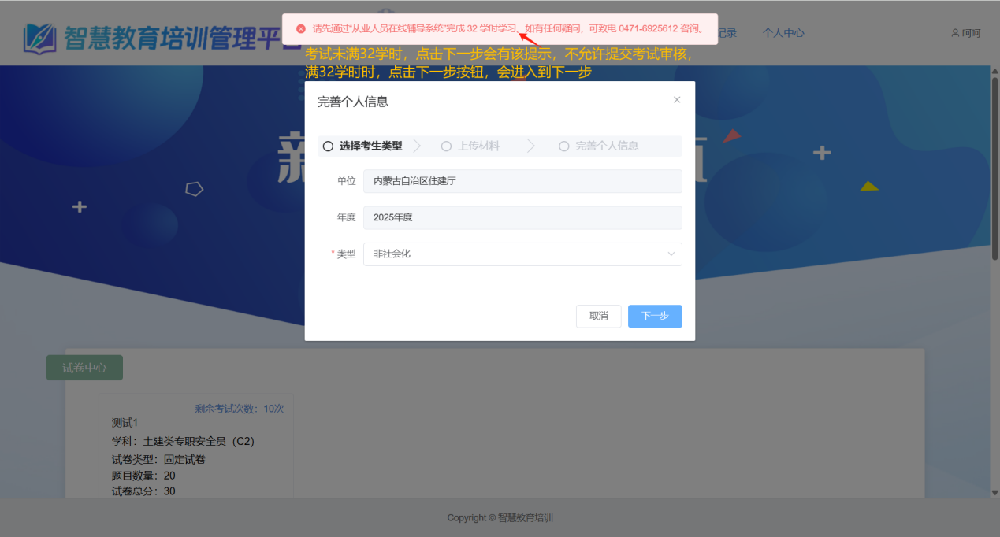 请先通过“从业人员在线辅导系统”完成 32 学时学习。如有任何疑问，可致电 0471-6925612 咨询。
智慧教育培训管理平台
记录
个人中心
呵呵
考试未满32学时，点击下一步会有该提示，不允许提交考试审核，
满32学时时，点击下一步按钮，会进入到下一步
完善个人信息
选择考生类型
上传材料
完善个人信息
新
单位
内蒙古自治区住建厅
年度
2025年度
* 类型
非社会化
取消
下一步
试卷中心
剩余考试次数：10次
测试1
学科：土建类专职安全员（C2）
试卷类型：固定试卷
题目数量：20
试卷总分：30
Copyright © 智慧教育培训